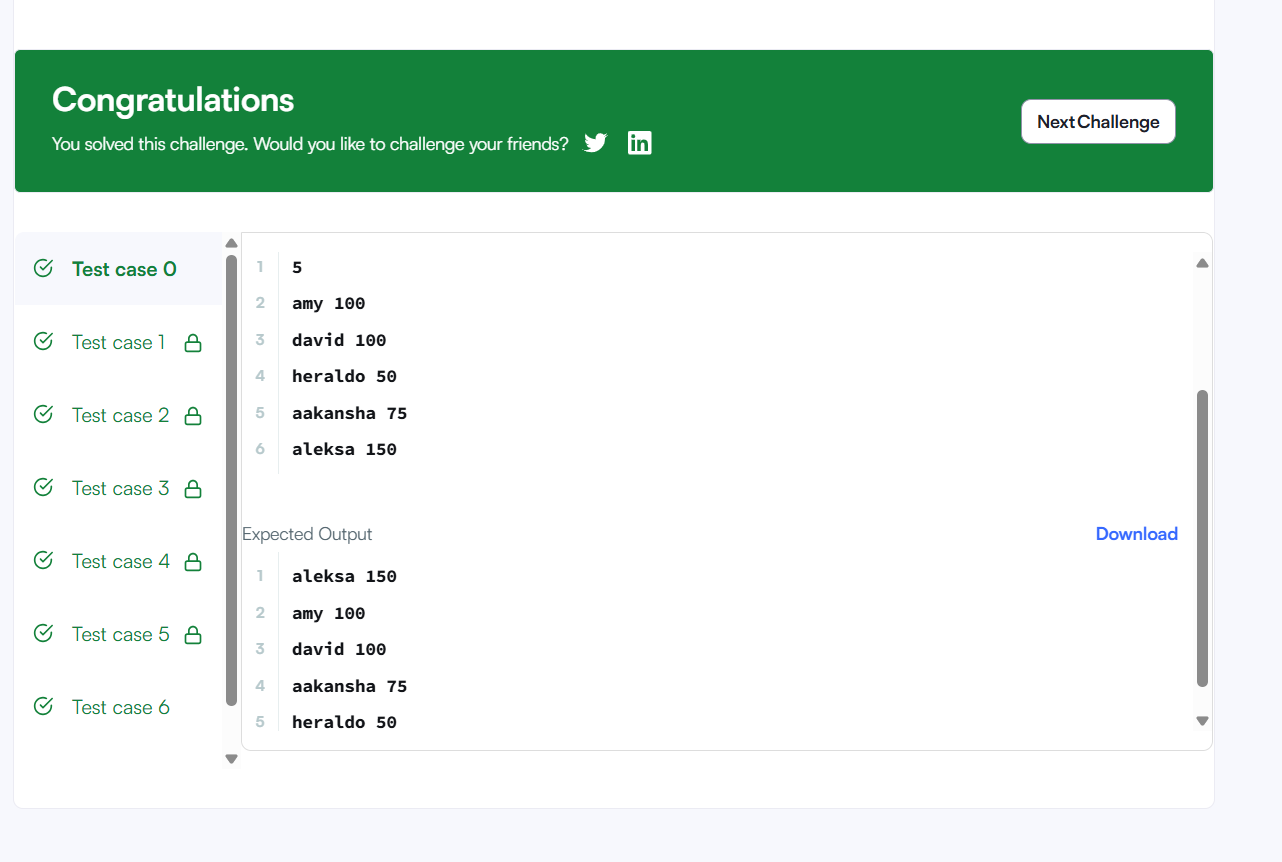 Congratulations
You solved this challenge. Would you like to challenge your friends?
Next Challenge
Test case 0
Test case 1
Test case 2
Test case 3
Test case 4
Test case 5
Test case 6
1 5
2 amy 100
3 david 100
4 heraldo 50
5 aakansha 75
6 aleksa 150
Expected Output
Download
1 aleksa 150
2 amy 100
3 david 100
4 aakansha 75
5 heraldo 50